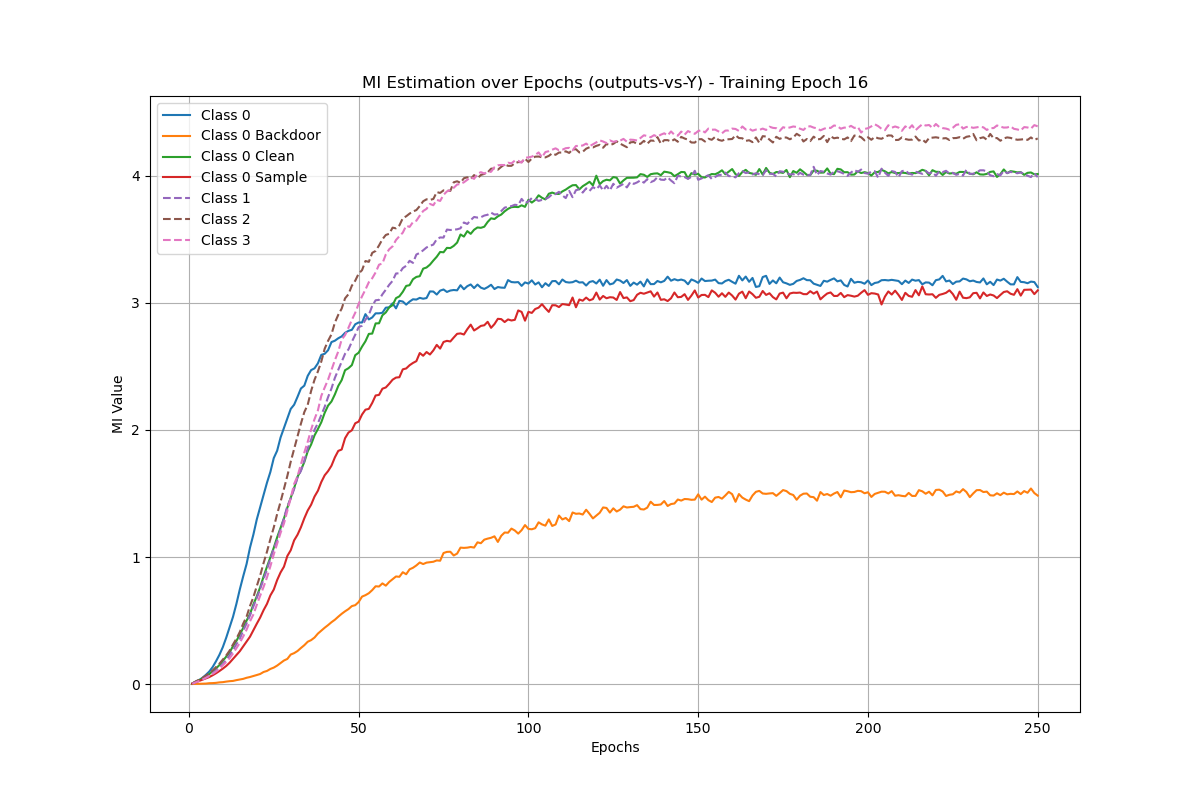 MI Estimation over Epochs (outputs-vs-Y) - Training Epoch 16
Class 0
Class 0 Backdoor
Class 0 Clean
Class 0 Sample
Class 1
Class 2
Class 3
MI Value
4
3
2
1
0
0 50 100 150 200 250
Epochs